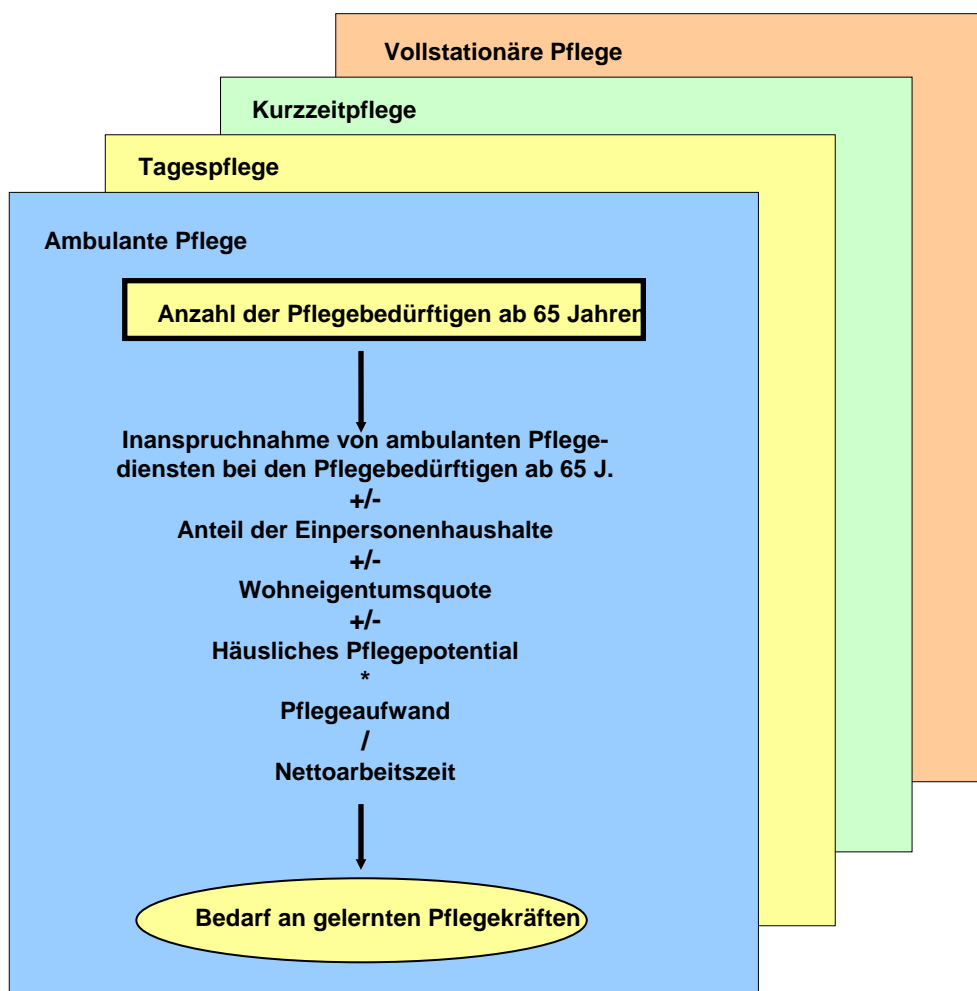 Vollstationäre Pflege
Kurzzeitpflege
Tagespflege
Ambulante Pflege
Anzahl der Pflegebedürftigen ab 65 Jahren
Inanspruchnahme von ambulanten Pflege-
diensten bei den Pflegebedürftigen ab 65 J.
+/-
Anteil der Einpersonenhaushalte
+/-
Wohneigentumsquote
+/-
Häusliches Pflegepotential
*
Pflegeaufwand
/
Nettoarbeitszeit
Bedarf an gelernten Pflegekräften